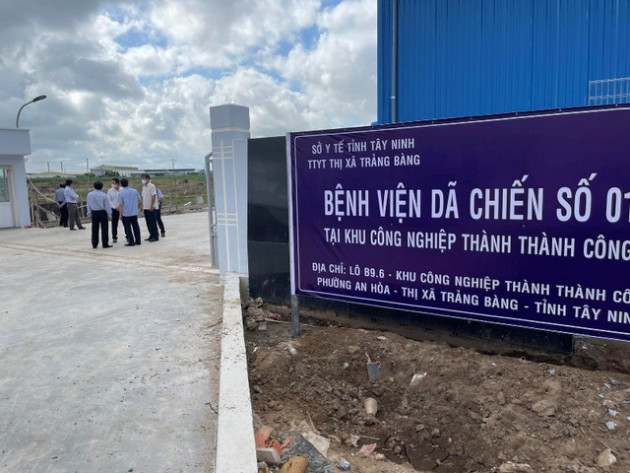 SỞ Y TẾ TỈNH TÂY NINH
TTYT THỊ XÃ TRẢNG BÀNG
BỆNH VIỆN DÃ CHIẾN SỐ 01
TẠI KHU CÔNG NGHIỆP THÀNH THÀNH CÔNG
ĐỊA CHỈ: LÔ B9.6 - KHU CÔNG NGHIỆP THÀNH THÀNH CÔ
PHƯỜNG AN HÒA - THỊ XÃ TRẢNG BÀNG - TỈNH TÂY NIN